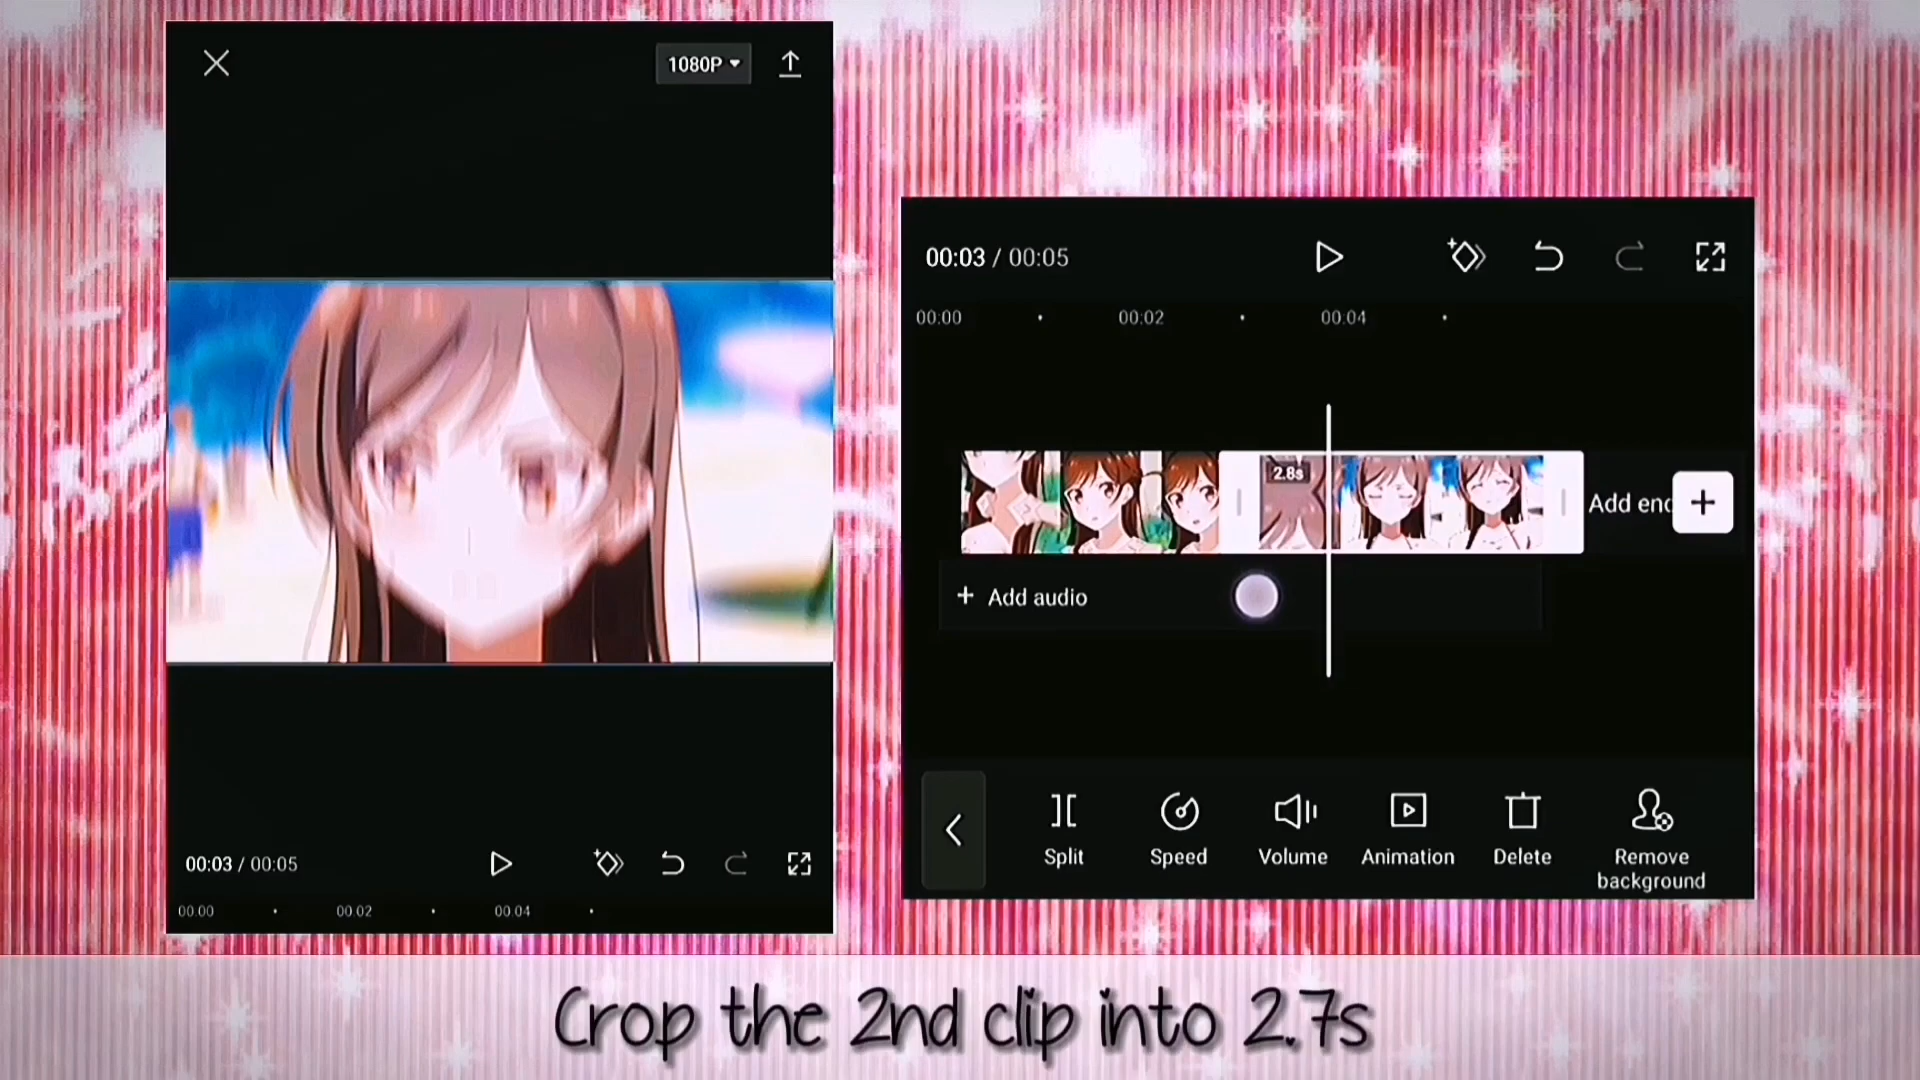 1080P
00:03 / 00:05
00:00 00:02 00:04
2.8s
Add end
+ Add audio
Split Speed Volume Animation Delete Remove background
00:03 / 00:05
00:00 00:02 00:04
Crop the 2nd clip into 2.7s